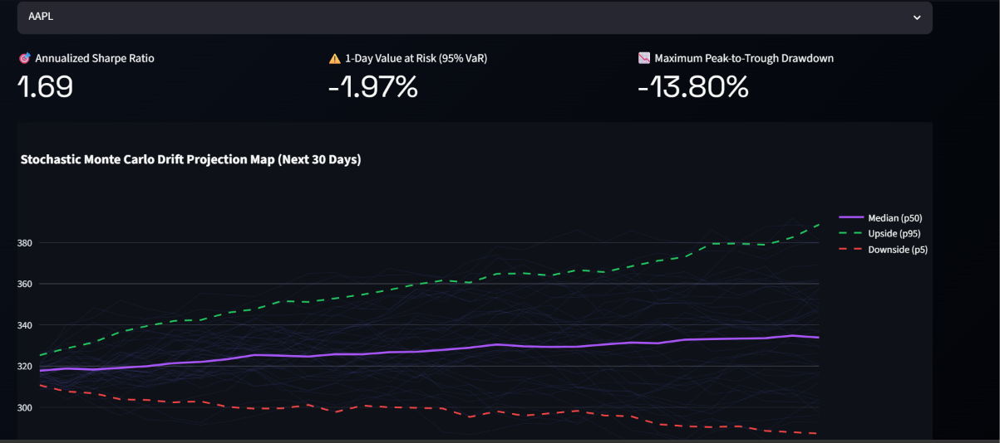 AAPL
🎯 Annualized Sharpe Ratio
1.69
⚠️ 1-Day Value at Risk (95% VaR)
-1.97%
📉 Maximum Peak-to-Trough Drawdown
-13.80%
Stochastic Monte Carlo Drift Projection Map (Next 30 Days)
Median (p50)
Upside (p95)
Downside (p5)
380
360
340
320
300